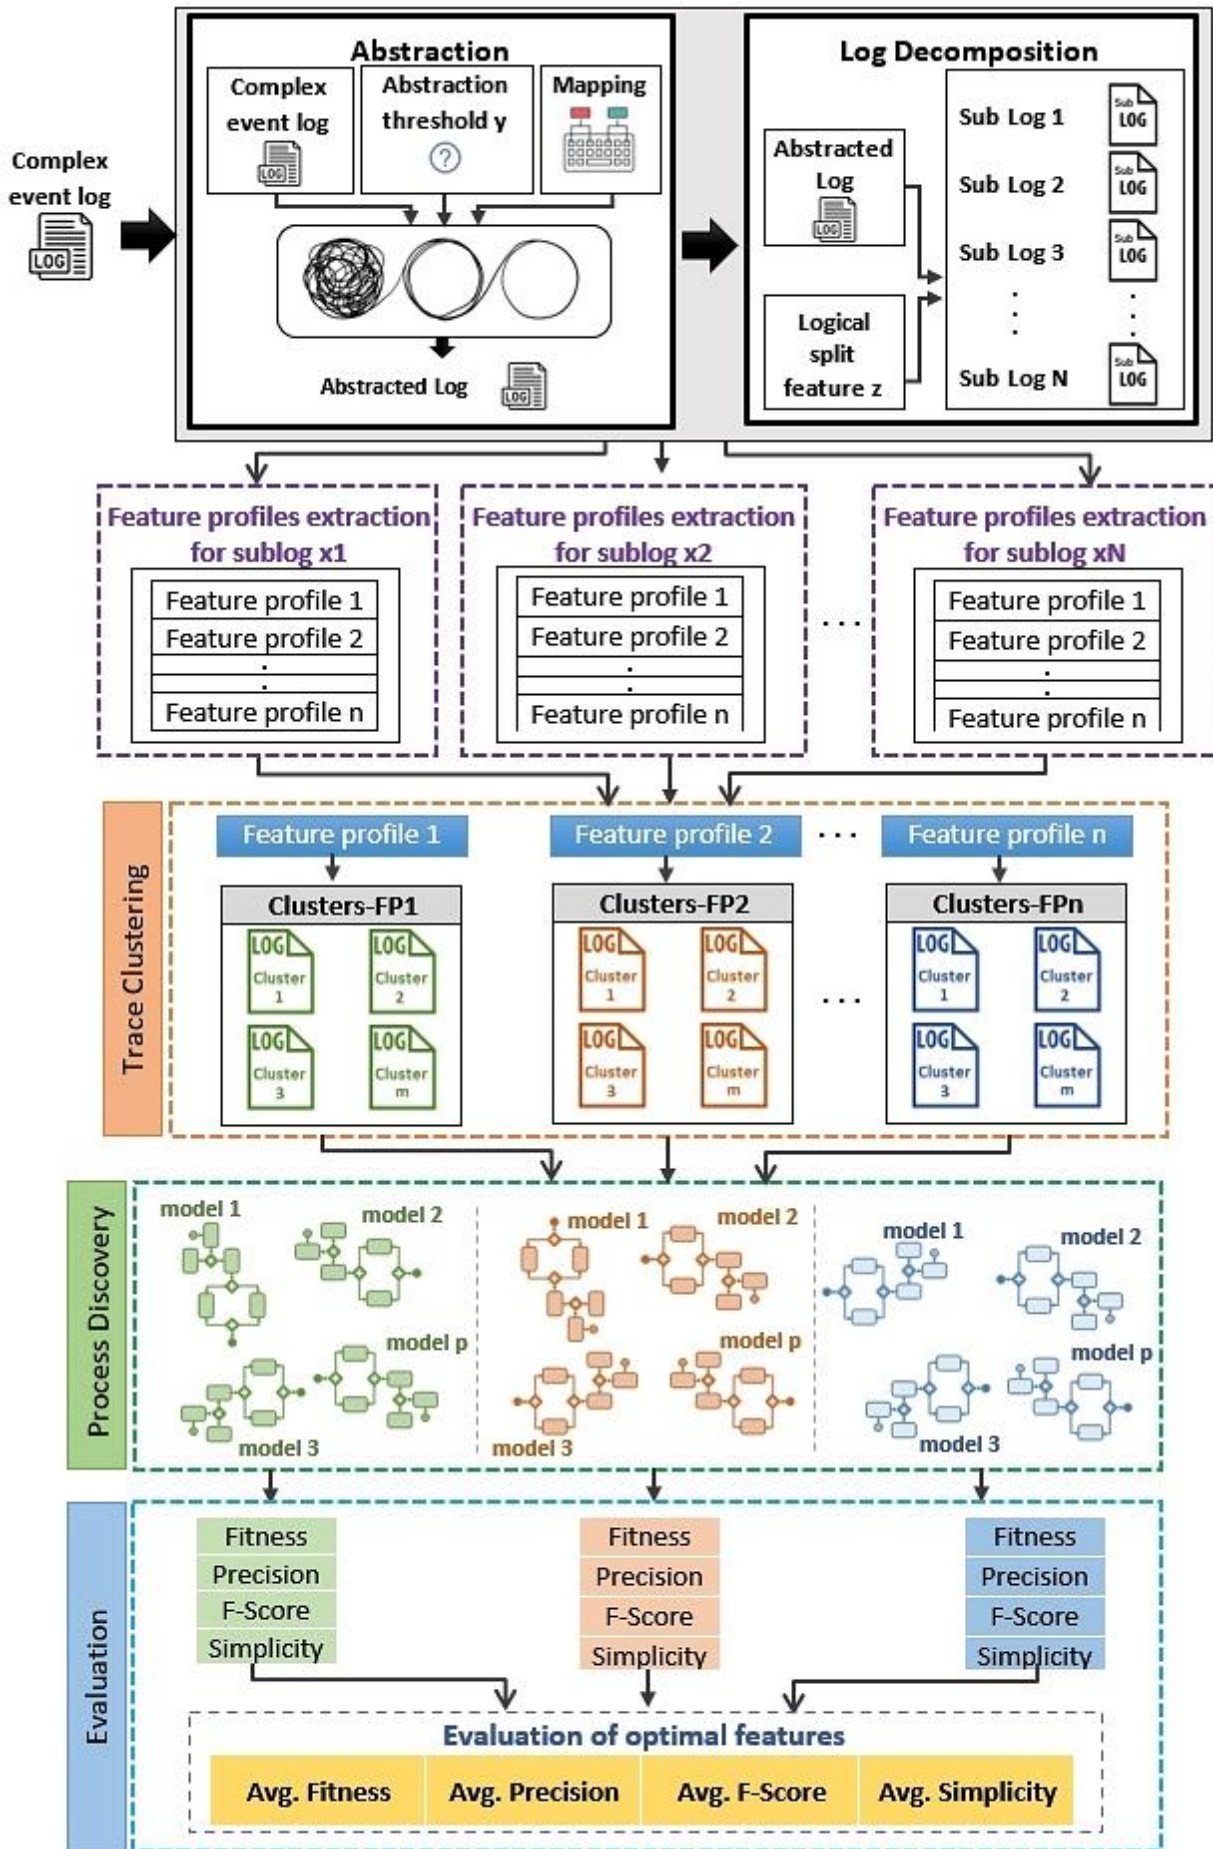 Complex
event log
LOG
Abstraction
Complex
event log
LOG
Abstraction
threshold y
?
Mapping
Abstracted Log
LOG
Log Decomposition
Abstracted
Log
LOG
Logical
split
feature z
Sub Log 1
Sub
LOG
Sub Log 2
Sub
LOG
Sub Log 3
Sub
LOG
Sub Log N
Sub
LOG
Feature profiles extraction
for sublog x1
Feature profile 1
Feature profile 2
Feature profile n
Feature profiles extraction
for sublog x2
Feature profile 1
Feature profile 2
Feature profile n
. . .
Feature profiles extraction
for sublog xN
Feature profile 1
Feature profile 2
Feature profile n
Trace Clustering
Feature profile 1
Feature profile 2
. . .
Feature profile n
Clusters-FP1
LOG
Cluster
1
LOG
Cluster
2
LOG
Cluster
3
LOG
Cluster
m
Clusters-FP2
LOG
Cluster
1
LOG
Cluster
2
LOG
Cluster
3
LOG
Cluster
m
. . .
Clusters-FPn
LOG
Cluster
1
LOG
Cluster
2
LOG
Cluster
3
LOG
Cluster
m
Process Discovery
model 1
model 2
model p
model 3
model 1
model 2
model p
model 3
model 1
model 2
model p
model 3
Evaluation
Fitness
Precision
F-Score
Simplicity
Fitness
Precision
F-Score
Simplicity
Fitness
Precision
F-Score
Simplicity
Evaluation of optimal features
Avg. Fitness
Avg. Precision
Avg. F-Score
Avg. Simplicity